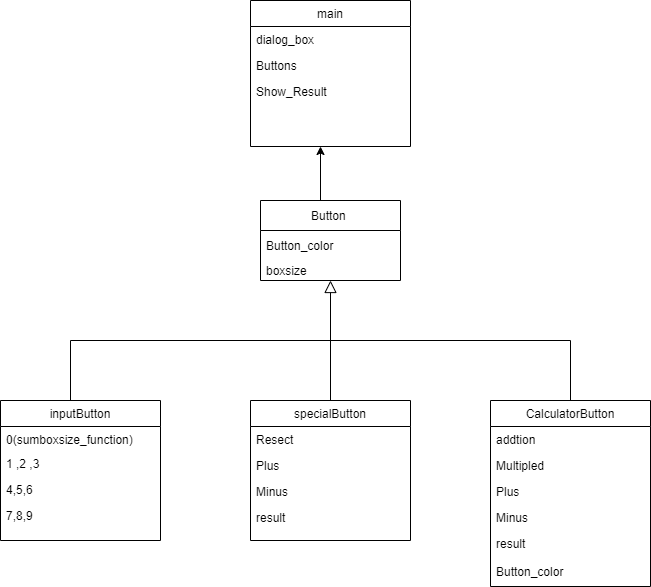 main
dialog_box
Buttons
Show_Result
Button
Button_color
boxsize
inputButton
0(sumboxsize_function)
1 ,2 ,3
4,5,6
7,8,9
specialButton
Resect
Plus
Minus
result
CalculatorButton
addtion
Multipled
Plus
Minus
result
Button_color